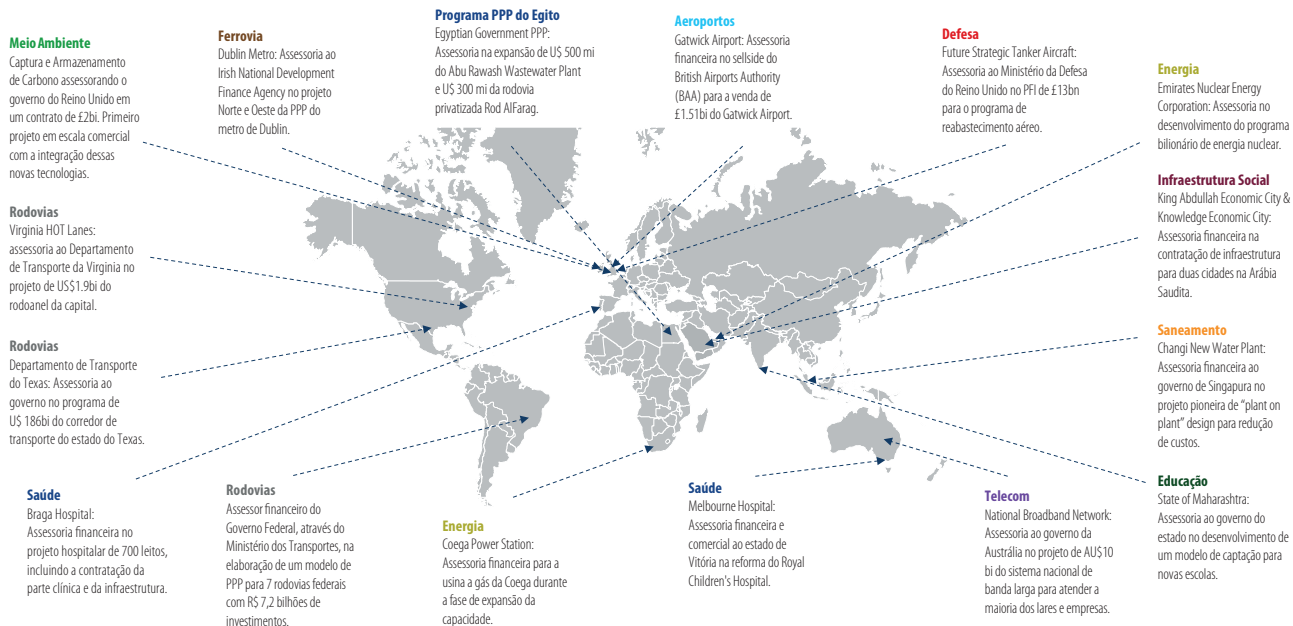 Meio Ambiente
Captura e Armazenamento
de Carbono assessorando o
governo do Reino Unido em
um contrato de £2bi. Primeiro
projeto em escala comercial
com a integração dessas
novas tecnologias.
Ferrovia
Dublin Metro: Assessoria ao
Irish National Development
Finance Agency no projeto
Norte e Oeste da PPP do
metro de Dublin.
Programa PPP do Egito
Egyptian Government PPP:
Assessoria na expansão de U$ 500 mi
do Abu Rawash Wastewater Plant
e U$ 300 mi da rodovia
privatizada Rod AlFarag.
Aeroportos
Gatwick Airport: Assessoria
financeira no sellside do
British Airports Authority
(BAA) para a venda de
£1.51bi do Gatwick Airport.
Defesa
Future Strategic Tanker Aircraft:
Assessoria ao Ministério da Defesa
do Reino Unido no PFI de £13bn
para o programa de
reabastecimento aéreo.
Energia
Emirates Nuclear Energy
Corporation: Assessoria no
desenvolvimento do programa
bilionário de energia nuclear.
Infraestrutura Social
King Abdullah Economic City &
Knowledge Economic City:
Assessoria financeira na
contratação de infraestrutura
para duas cidades na Arábia
Saudita.
Rodovias
Virginia HOT Lanes:
assessoria ao Departamento
de Transporte da Virginia no
projeto de US$1.9bi do
rodoanel da capital.
Rodovias
Departamento de Transporte
do Texas: Assessoria ao
governo no programa de
U$ 186bi do corredor de
transporte do estado do Texas.
Saneamento
Changi New Water Plant:
Assessoria financeira ao
governo de Singapura no
projeto pioneira de “plant on
plant” design para redução
de custos.
Saúde
Braga Hospital:
Assessoria financeira no
projeto hospitalar de 700 leitos,
incluindo a contratação da
parte clínica e da infraestrutura.
Rodovias
Assessor financeiro do
Governo Federal, através do
Ministério dos Transportes, na
elaboração de um modelo de
PPP para 7 rodovias federais
com R$ 7,2 bilhões de
investimentos.
Energia
Coega Power Station:
Assessoria financeira para a
usina a gás da Coega durante
a fase de expansão da
capacidade.
Saúde
Melbourne Hospital:
Assessoria financeira e
comercial ao estado de
Vitória na reforma do Royal
Children's Hospital.
Telecom
National Broadband Network:
Assessoria ao governo da
Austrália no projeto de AU$10
bi do sistema nacional de
banda larga para atender a
maioria dos lares e empresas.
Educação
State of Maharashtra:
Assessoria ao governo do
estado no desenvolvimento de
um modelo de captação para
novas escolas.